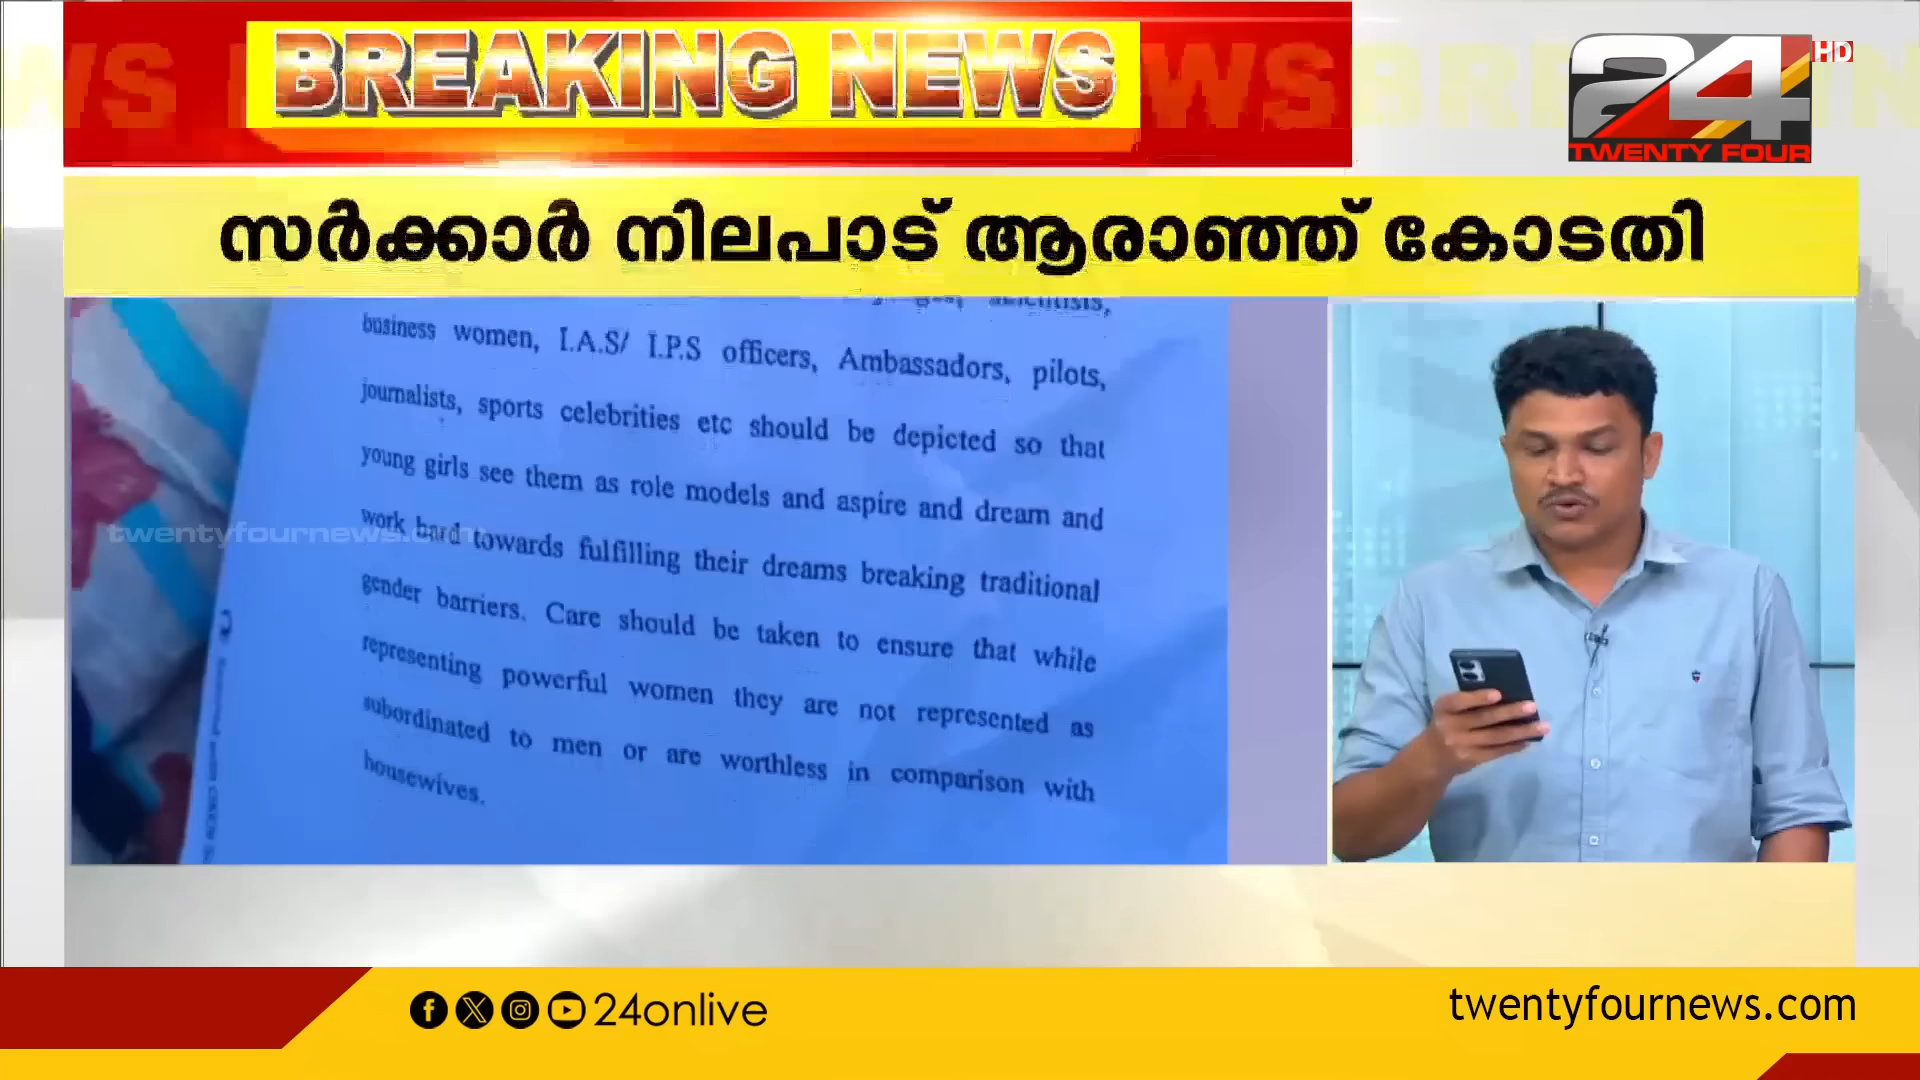 BREAKING NEWS
24 HD
TWENTY FOUR
സർക്കാർ നിലപാട് ആരാഞ്ഞ് കോടതി
scientists,
business women, I.A.S/ I.P.S officers, Ambassadors, pilots,
journalists, sports celebrities etc should be depicted so that
young girls see them as role models and aspire and dream and
work hard towards fulfilling their dreams breaking traditional
gender barriers. Care should be taken to ensure that while
representing powerful women they are not represented as
subordinated to men or are worthless in comparison with
housewives.
twentyfournews.com
24onlive
twentyfournews.com